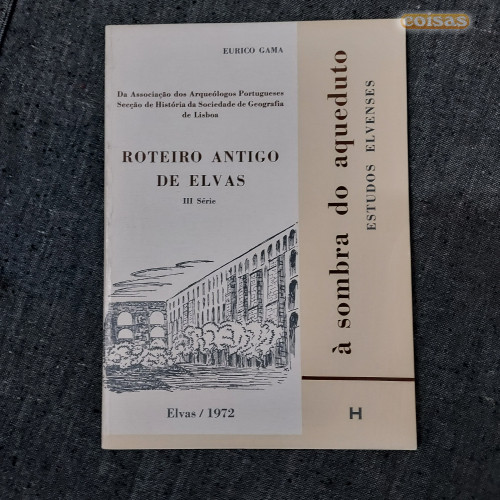 coisas
EURICO GAMA
Da Associação dos Arqueólogos Portugueses
Secção de História da Sociedade de Geografia
de Lisboa
ROTEIRO ANTIGO
DE ELVAS
III Série
Elvas / 1972
à sombra do aqueduto
ESTUDOS ELVENSES
H